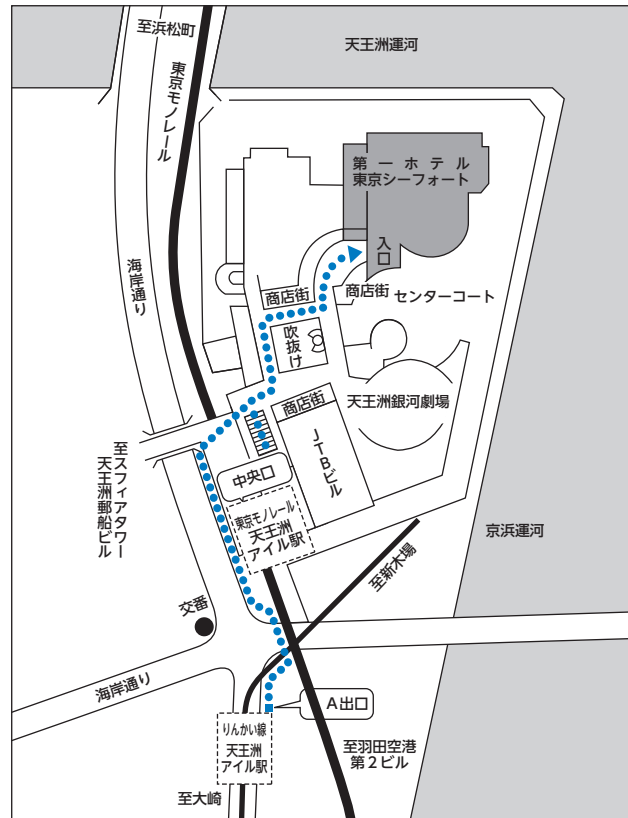 至浜松町
天王洲運河
東京モノレール
第一ホテル
東京シーフォート
入口
海岸通り
商店街
商店街
センターコート
吹抜け
商店街
天王洲銀河劇場
JTBビル
至スフィアタワー
天王洲郵船ビル
中央口
東京モノレール
天王洲
アイル駅
京浜運河
至新木場
交番
海岸通り
A出口
りんかい線
天王洲
アイル駅
至羽田空港
第2ビル
至大崎